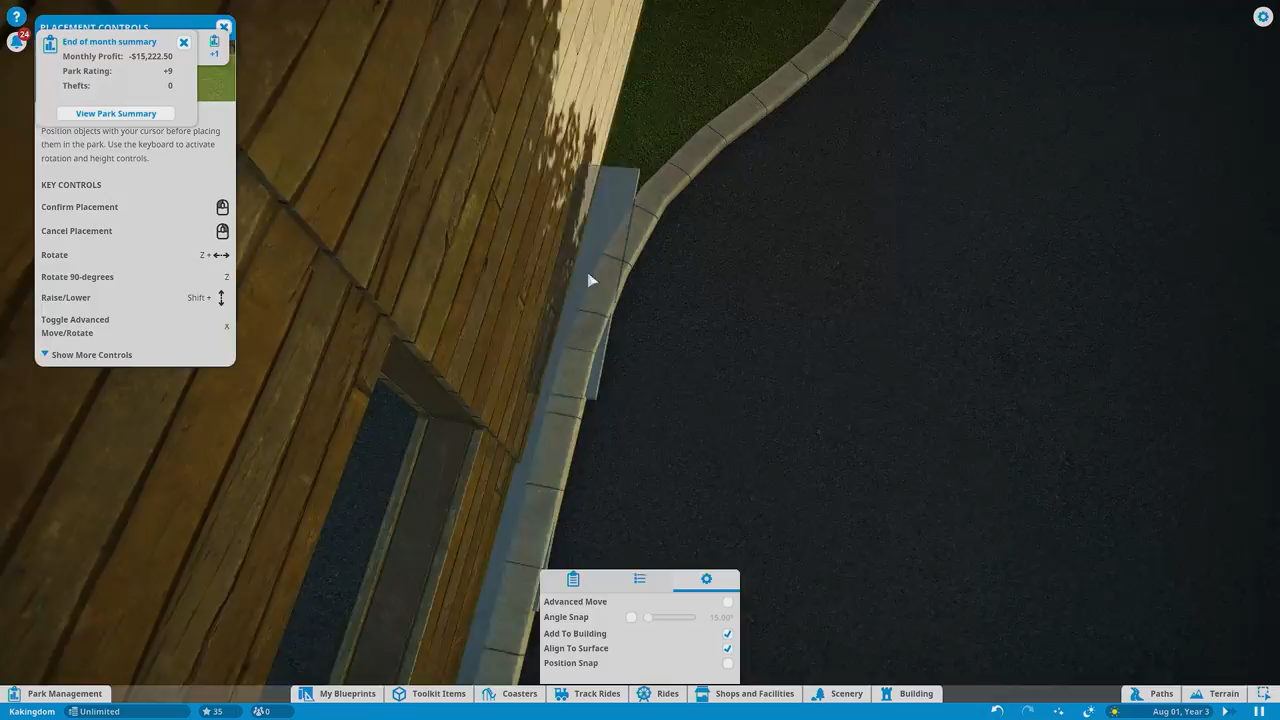 ?
24
PLACEMENT CONTROLS
End of month summary
Monthly Profit: -$15,222.50
Park Rating: +9
Thefts: 0
View Park Summary
+1
Position objects with your cursor before placing
them in the park. Use the keyboard to activate
rotation and height controls.
KEY CONTROLS
Confirm Placement
Cancel Placement
Rotate Z +
Rotate 90-degrees Z
Raise/Lower Shift +
Toggle Advanced
Move/Rotate X
Show More Controls
Advanced Move
Angle Snap 15.00°
Add To Building
Align To Surface
Position Snap
Park Management
My Blueprints
Toolkit Items
Coasters
Track Rides
Rides
Shops and Facilities
Scenery
Building
Paths
Terrain
Kakingdom
Unlimited
35
0
Aug 01, Year 3